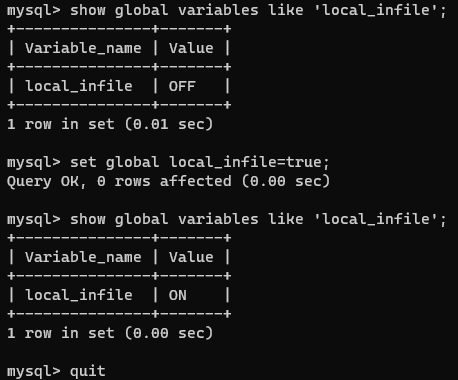 mysql> show global variables like 'local_infile';
+---------------+-------+
| Variable_name | Value |
+---------------+-------+
| local_infile  | OFF   |
+---------------+-------+
1 row in set (0.01 sec)
mysql> set global local_infile=true;
Query OK, 0 rows affected (0.00 sec)
mysql> show global variables like 'local_infile';
+---------------+-------+
| Variable_name | Value |
+---------------+-------+
| local_infile  | ON    |
+---------------+-------+
1 row in set (0.00 sec)
mysql> quit